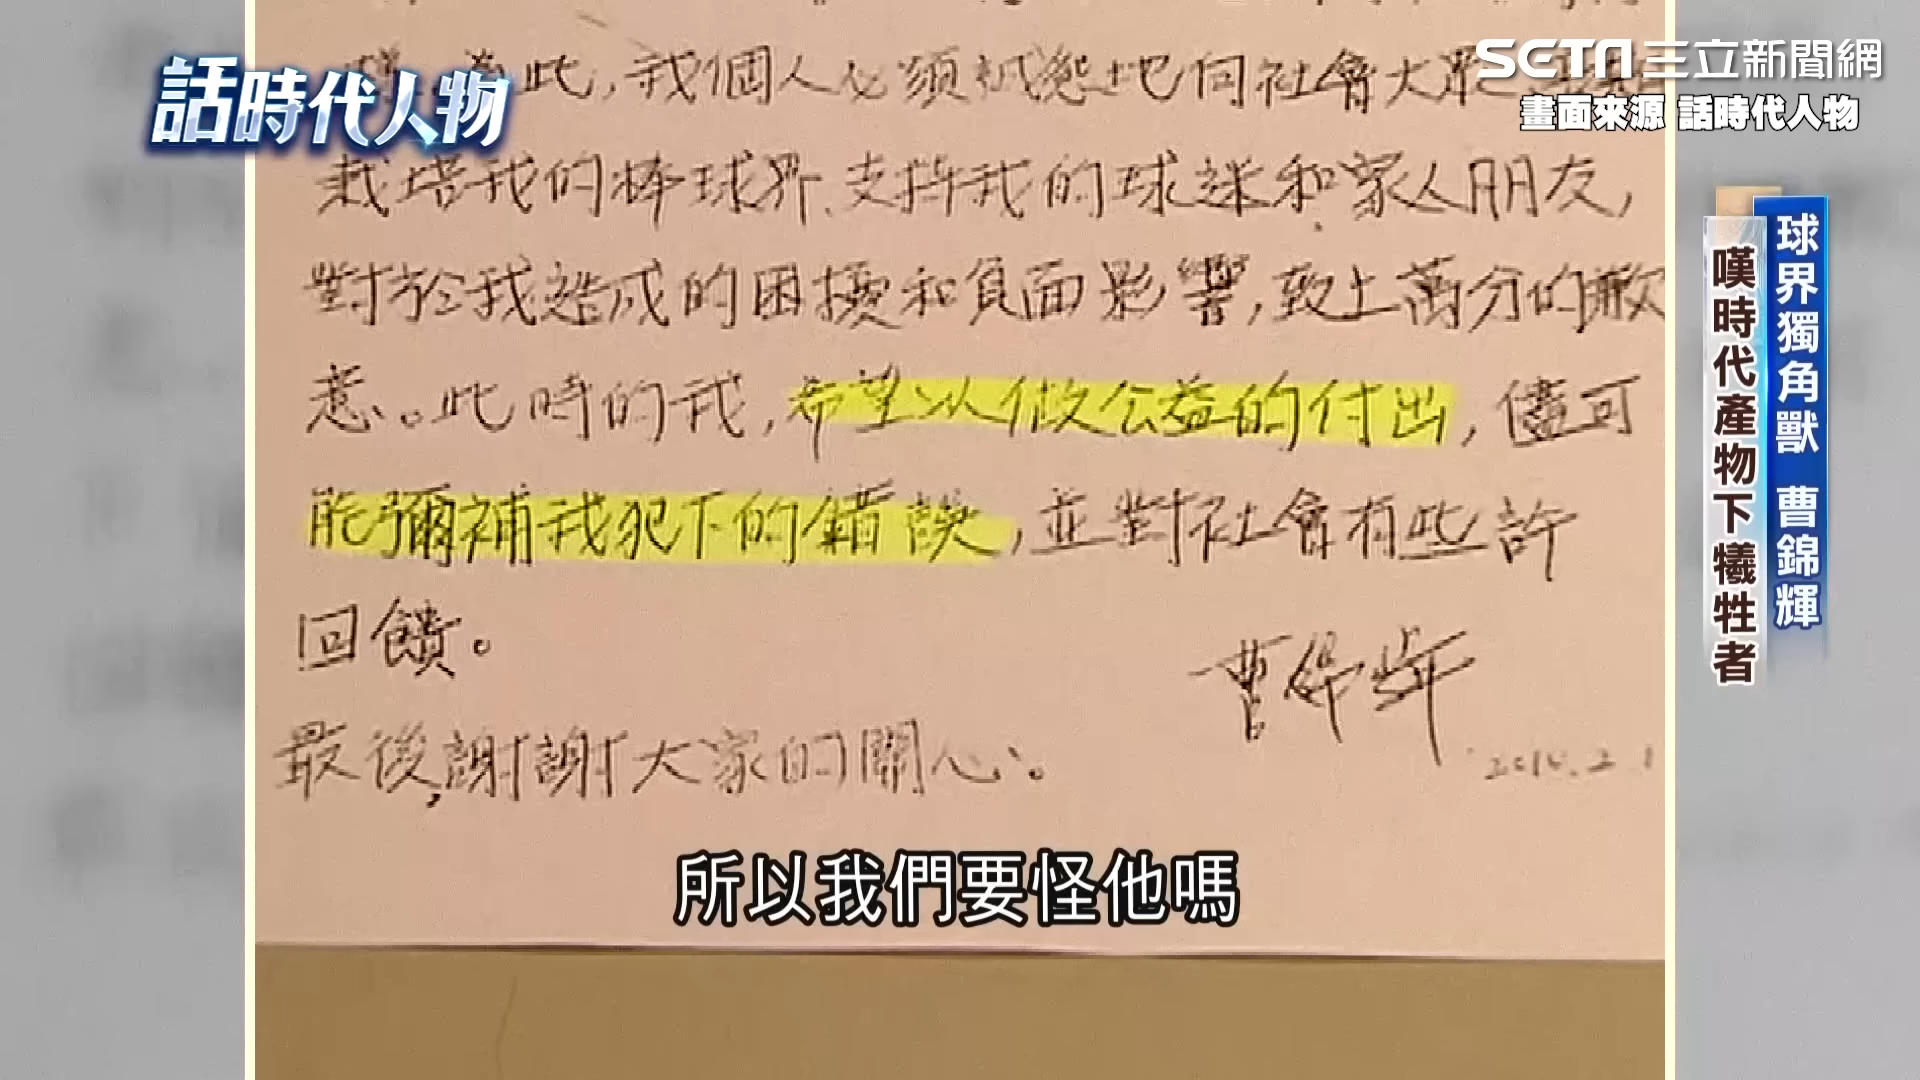 話時代人物
SETN三立新聞網
畫面來源 話時代人物
此，我個人必須誠懇地向社會大眾
栽培我的棒球界、支持我的球迷和家人朋友，
對於我造成的困擾和負面影響，致上萬分的歉
意。此時的我，希望以做公益的付出，儘可
能彌補我犯下的錯誤，並對社會有些許
回饋。
曹錦輝
最後，謝謝大家的關心。
球界獨角獸 曹錦輝
嘆時代產物下犧牲者
所以我們要怪他嗎